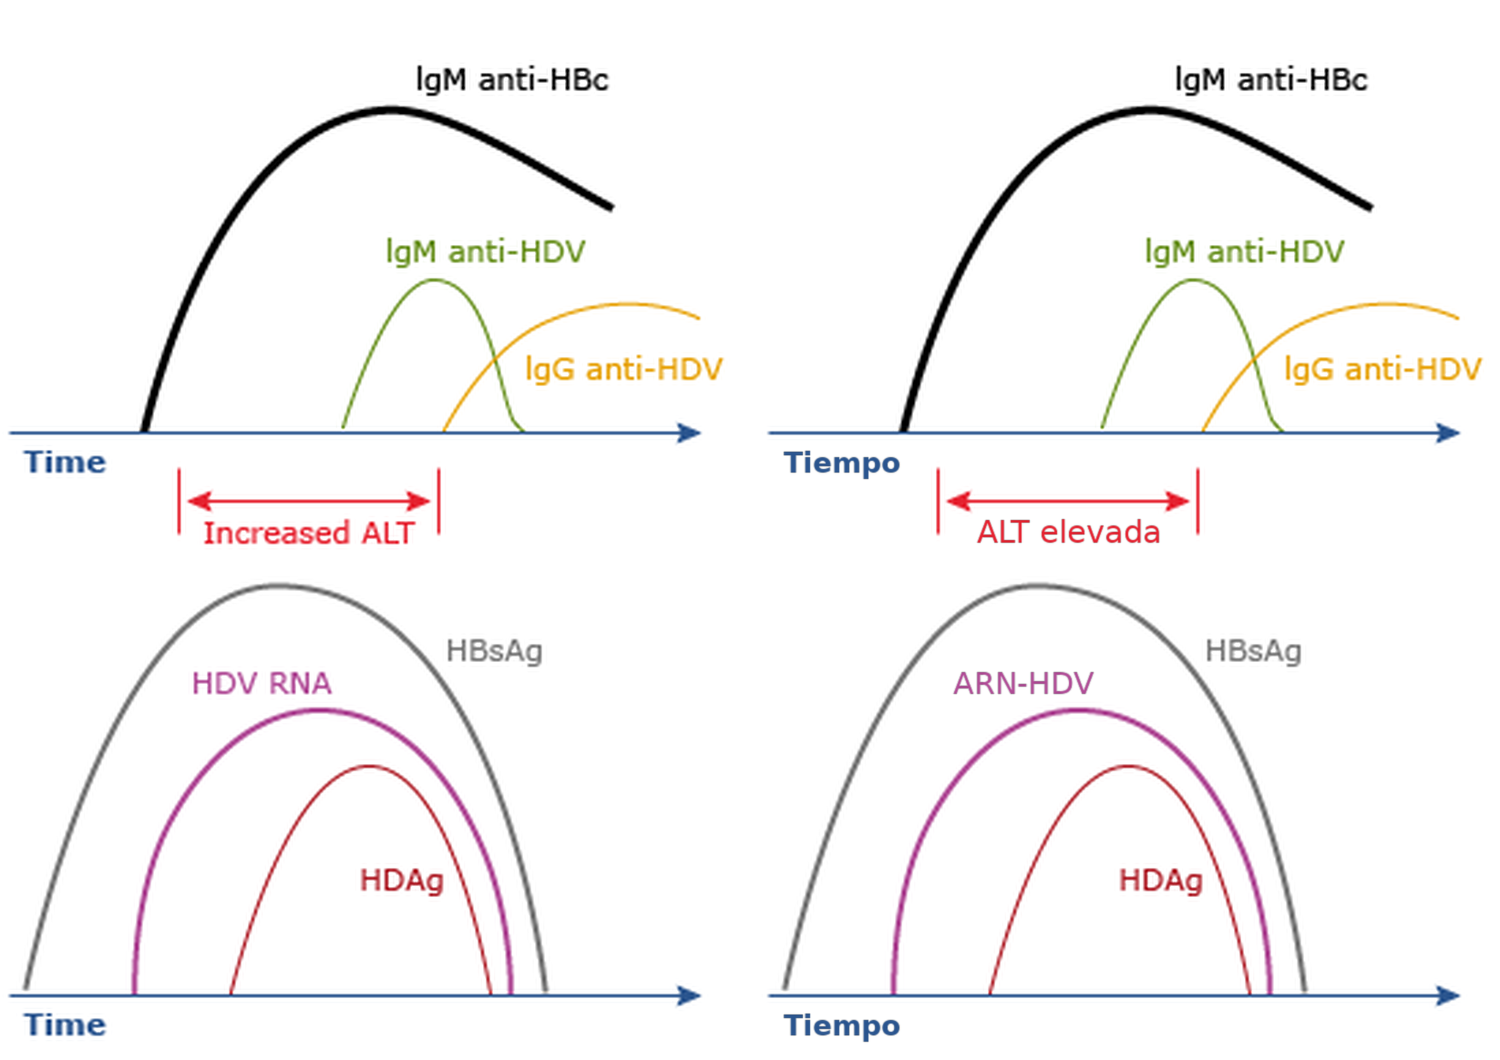 IgM anti-HBc
IgM anti-HDV
IgG anti-HDV
Time
Increased ALT
HBsAg
HDV RNA
HDAg
Time
IgM anti-HBc
IgM anti-HDV
IgG anti-HDV
Tiempo
ALT elevada
HBsAg
ARN-HDV
HDAg
Tiempo